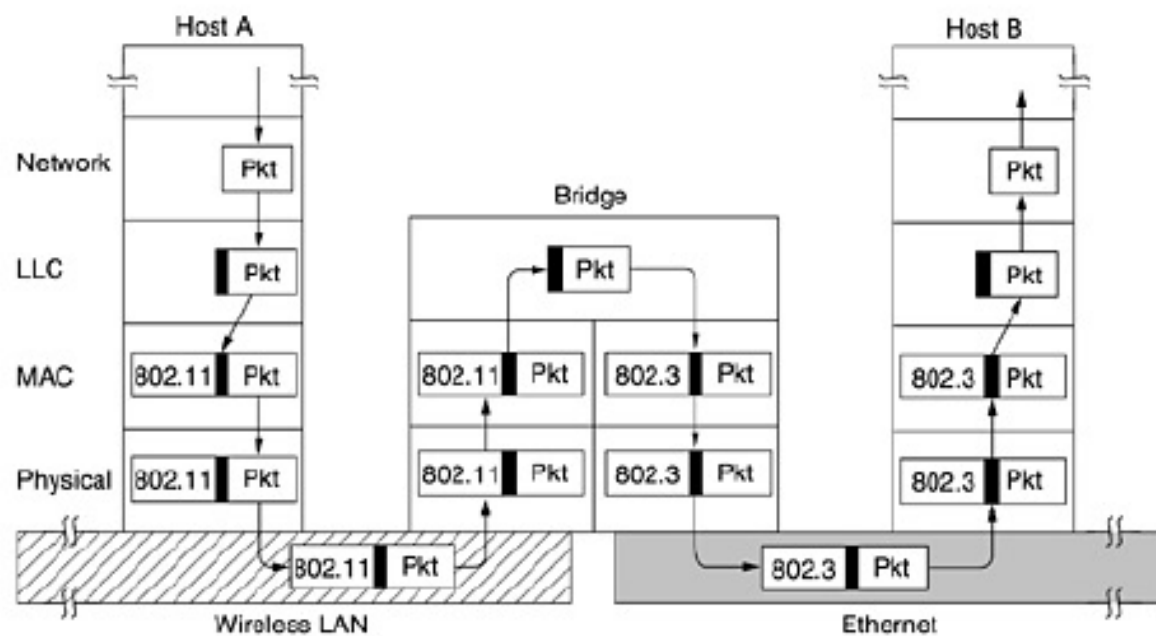 Host A
Host B
Network
Pkt
Pkt
Bridge
LLC
Pkt
Pkt
Pkt
MAC
802.11 Pkt
802.11 Pkt
802.3 Pkt
802.3 Pkt
Physical
802.11 Pkt
802.11 Pkt
802.3 Pkt
802.3 Pkt
802.11 Pkt
802.3 Pkt
Wireless LAN
Ethernet